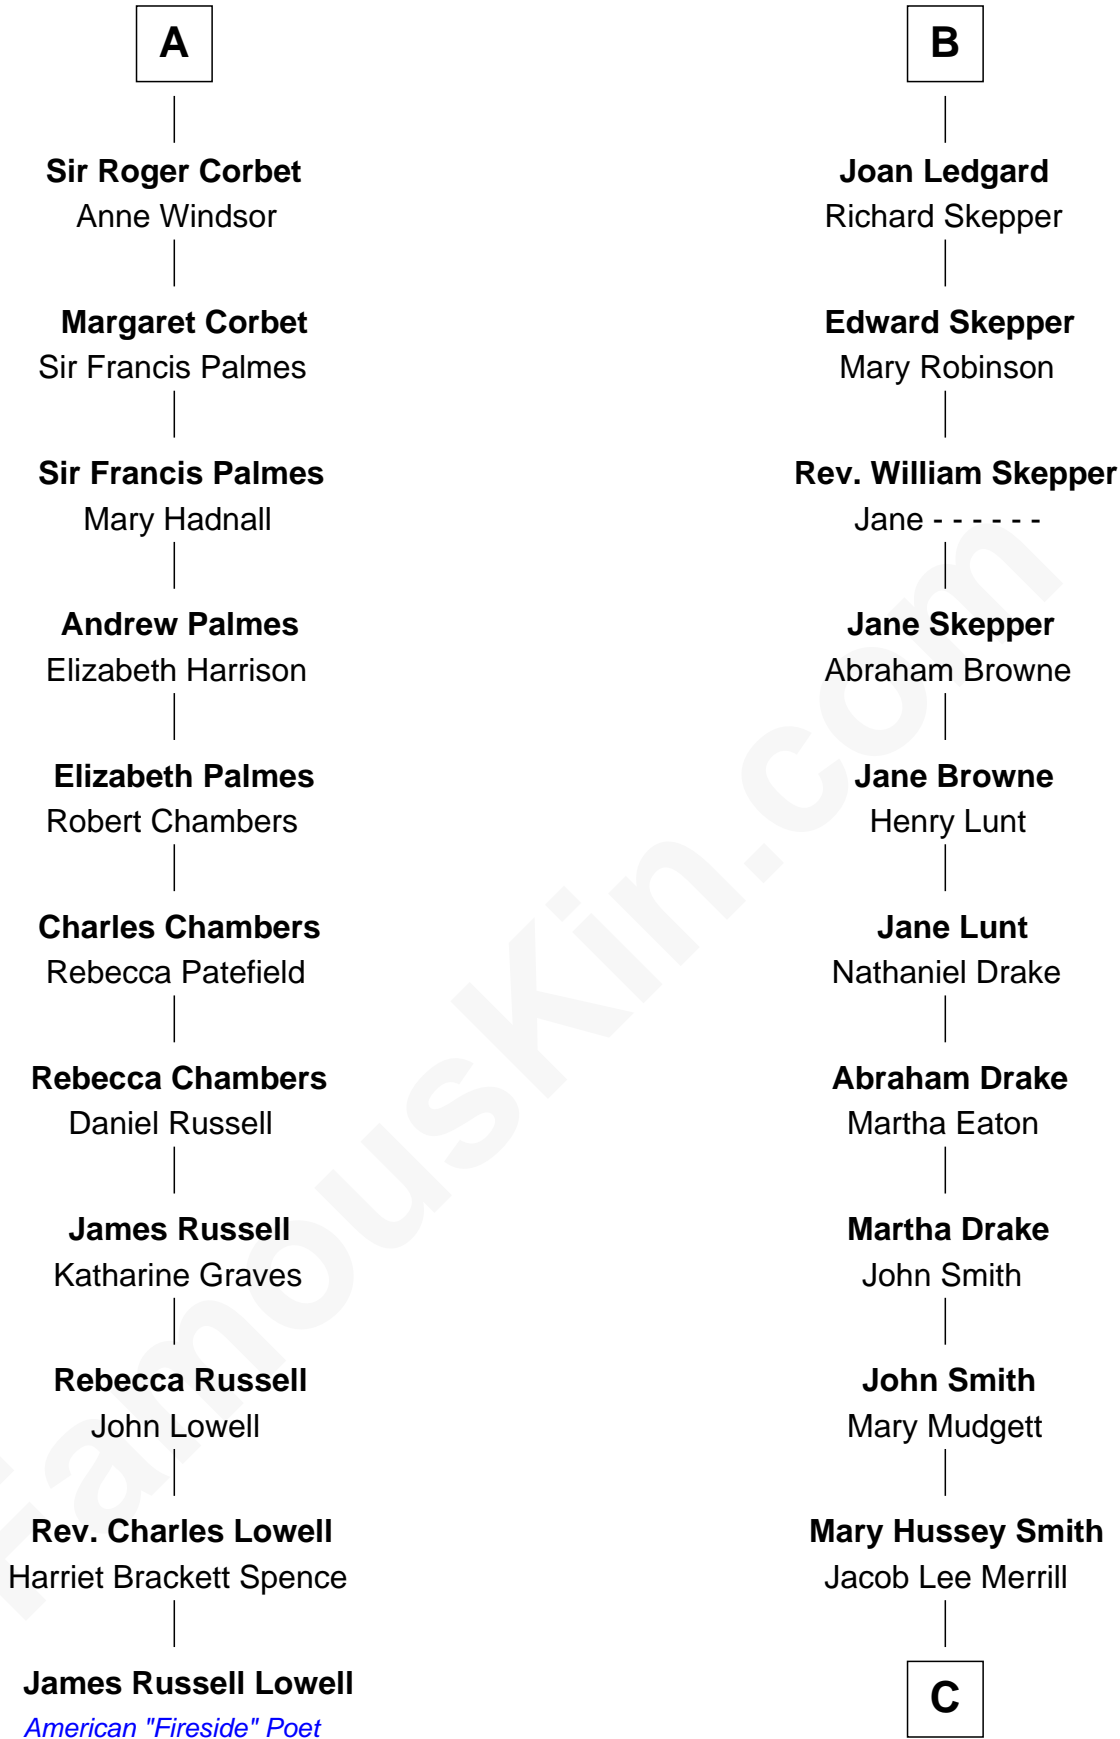 A
Sir Roger Corbet
Anne Windsor
Margaret Corbet
Sir Francis Palmes
Sir Francis Palmes
Mary Hadnall
Andrew Palmes
Elizabeth Harrison
Elizabeth Palmes
Robert Chambers
Charles Chambers
Rebecca Patefield
Rebecca Chambers
Daniel Russell
James Russell
Katharine Graves
Rebecca Russell
John Lowell
Rev. Charles Lowell
Harriet Brackett Spence
James Russell Lowell
American "Fireside" Poet
B
Joan Ledgard
Richard Skepper
Edward Skepper
Mary Robinson
Rev. William Skepper
Jane - - - - - -
Jane Skepper
Abraham Browne
Jane Browne
Henry Lunt
Jane Lunt
Nathaniel Drake
Abraham Drake
Martha Eaton
Martha Drake
John Smith
John Smith
Mary Mudgett
Mary Hussey Smith
Jacob Lee Merrill
C
FamousKin.com